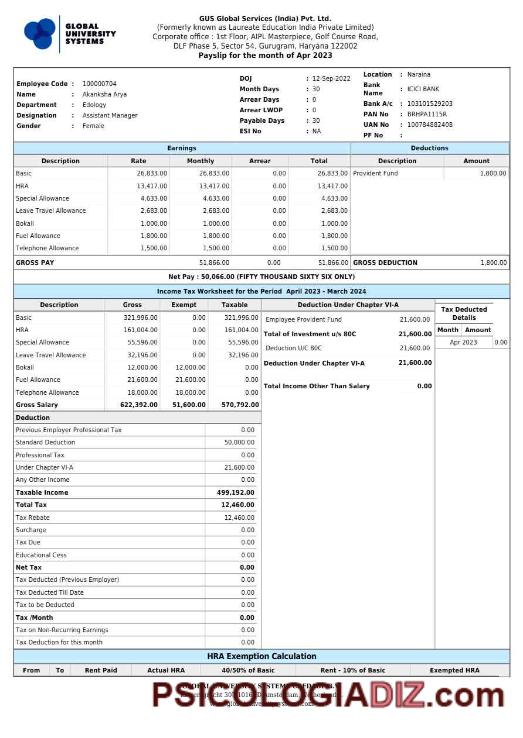 GLOBAL
UNIVERSITY
SYSTEMS
GUS Global Services (India) Pvt. Ltd.
(Formerly known as Laureate Education India Private Limited)
Corporate office : 1st Floor, AIPL Masterpiece, Golf Course Road,
DLF Phase 5, Sector 54, Gurugram, Haryana 122002
Payslip for the month of Apr 2023
Employee Code : 100000704
Name : Akanksha Arya
Department : Edology
Designation : Assistant Manager
Gender : Female
DOJ : 12-Sep-2022
Month Days : 30
Arrear Days : 0
Arrear LWOP : 0
Payable Days : 30
ESI No : NA
Location : Naraina
Bank Name : ICICI BANK
Bank A/c : 103101529203
PAN No : BRHPA1115R
UAN No : 100784882408
PF No :
Earnings Deductions
Description Rate Monthly Arrear Total Description Amount
Basic 26,833.00 26,833.00 0.00 26,833.00 Provident Fund 1,800.00
HRA 13,417.00 13,417.00 0.00 13,417.00
Special Allowance 4,633.00 4,633.00 0.00 4,633.00
Leave Travel Allowance 2,683.00 2,683.00 0.00 2,683.00
Bokali 1,000.00 1,000.00 0.00 1,000.00
Fuel Allowance 1,800.00 1,800.00 0.00 1,800.00
Telephone Allowance 1,500.00 1,500.00 0.00 1,500.00
GROSS PAY 51,866.00 0.00 51,866.00 GROSS DEDUCTION 1,800.00
Net Pay : 50,066.00 (FIFTY THOUSAND SIXTY SIX ONLY)
Income Tax Worksheet for the Period April 2023 - March 2024
Description Gross Exempt Taxable Deduction Under Chapter VI-A Tax Deducted Details
Basic 321,996.00 0.00 321,996.00 Employee Provident Fund 21,600.00
HRA 161,004.00 0.00 161,004.00 Total of Investment u/s 80C 21,600.00 Month Amount
Special Allowance 55,596.00 0.00 55,596.00 Deduction U/C 80C 21,600.00 Apr 2023 0.00
Leave Travel Allowance 32,196.00 0.00 32,196.00
Bokali 12,000.00 12,000.00 0.00 Deduction Under Chapter VI-A 21,600.00
Fuel Allowance 21,600.00 21,600.00 0.00
Telephone Allowance 18,000.00 18,000.00 0.00 Total Income Other Than Salary 0.00
Gross Salary 622,392.00 51,600.00 570,792.00
Deduction
Previous Employer Professional Tax 0.00
Standard Deduction 50,000.00
Professional Tax 0.00
Under Chapter VI-A 21,600.00
Any Other Income 0.00
Taxable Income 499,192.00
Total Tax 12,460.00
Tax Rebate 12,460.00
Surcharge 0.00
Tax Due 0.00
Educational Cess 0.00
Net Tax 0.00
Tax Deducted (Previous Employer) 0.00
Tax Deducted Till Date 0.00
Tax to be Deducted 0.00
Tax /Month 0.00
Tax on Non-Recurring Earnings 0.00
Tax Deduction for this month 0.00
HRA Exemption Calculation
From To Rent Paid Actual HRA 40/50% of Basic Rent - 10% of Basic Exempted HRA
PSICOLOGIADIZ.com